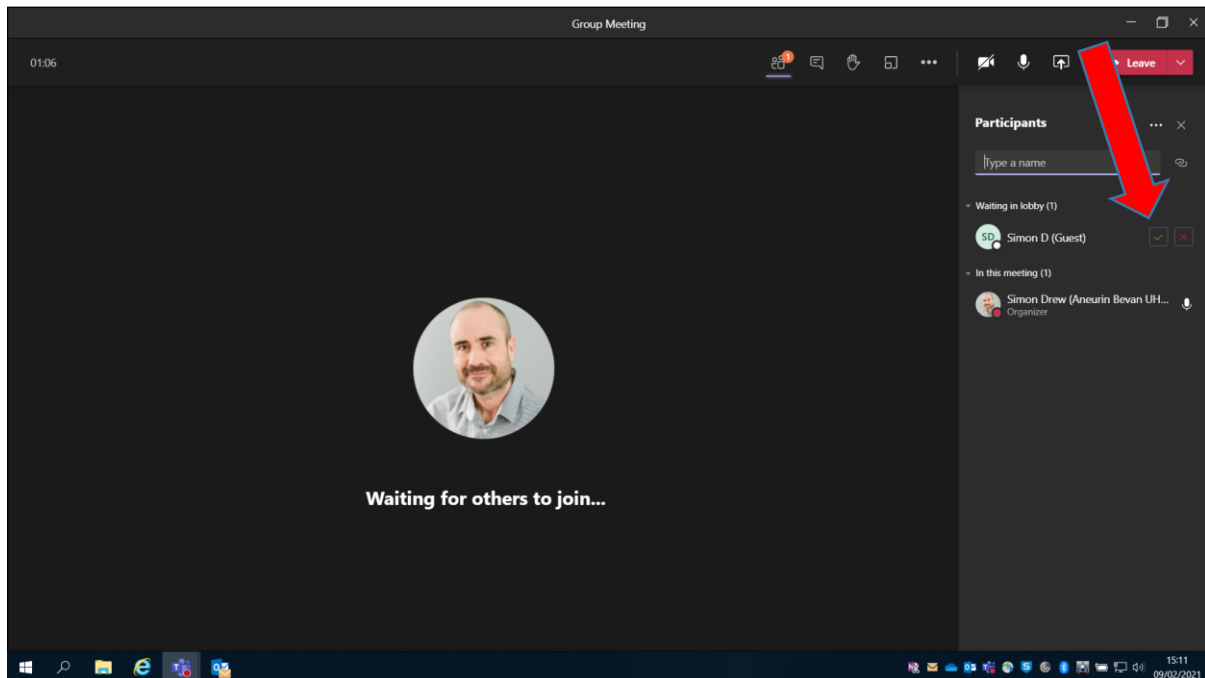 Group Meeting
01:06
1
Leave
Participants
Type a name
Waiting in lobby (1)
SD Simon D (Guest)
In this meeting (1)
Simon Drew (Aneurin Bevan UH...
Organizer
Waiting for others to join...
15:11
09/02/2021